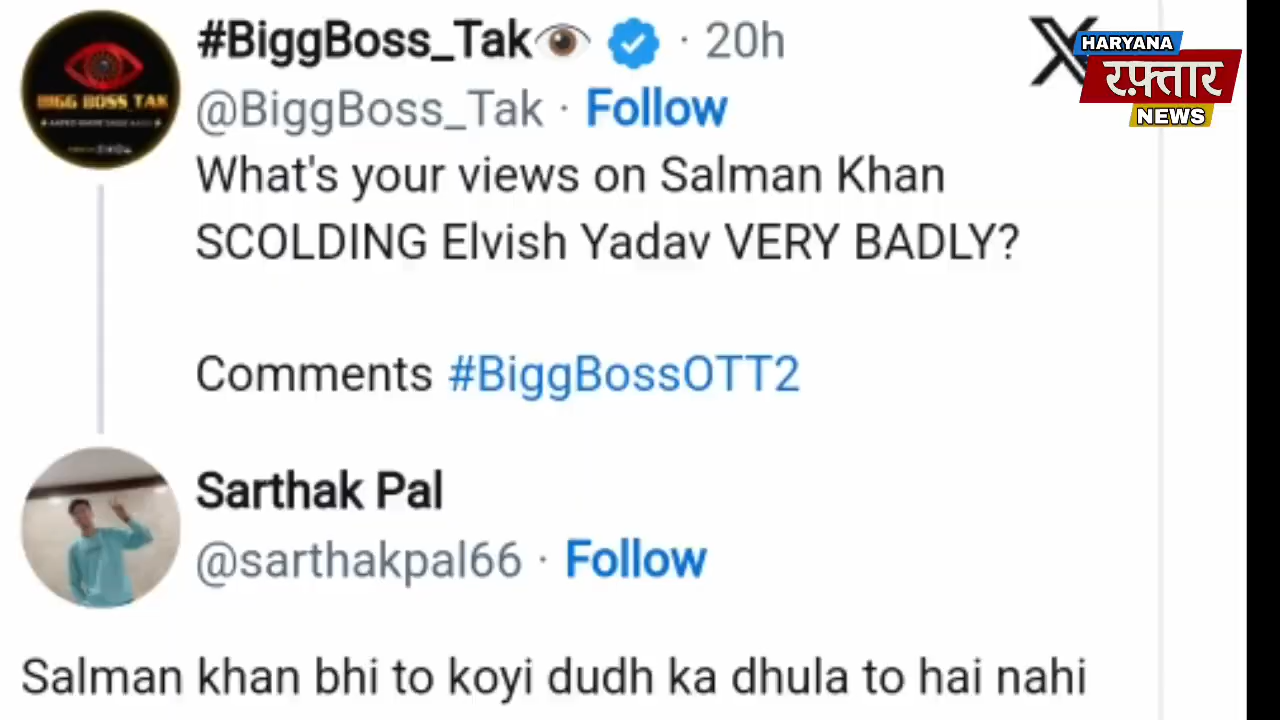 #BiggBoss_Tak👁️ · 20h
@BiggBoss_Tak · Follow
What's your views on Salman Khan
SCOLDING Elvish Yadav VERY BADLY?
Comments #BiggBossOTT2
Sarthak Pal
@sarthakpal66 · Follow
Salman khan bhi to koyi dudh ka dhula to hai nahi
BIGG BOSS TAK
HARYANA
रफ़्तार
NEWS